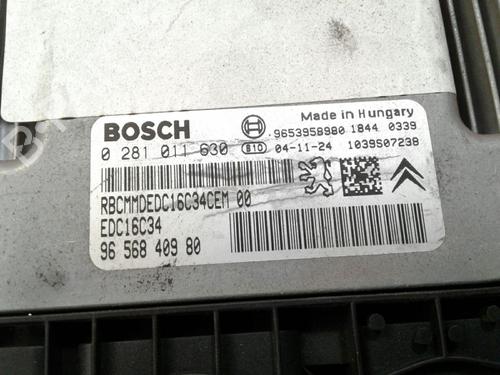 BOSCH
Made in Hungary
9653958980 1844 0339
0 281 011 630 B10 04-11-24 1039S07238
RBCMMDEDC16C34CEM 00
EDC16C34
96 568 409 80